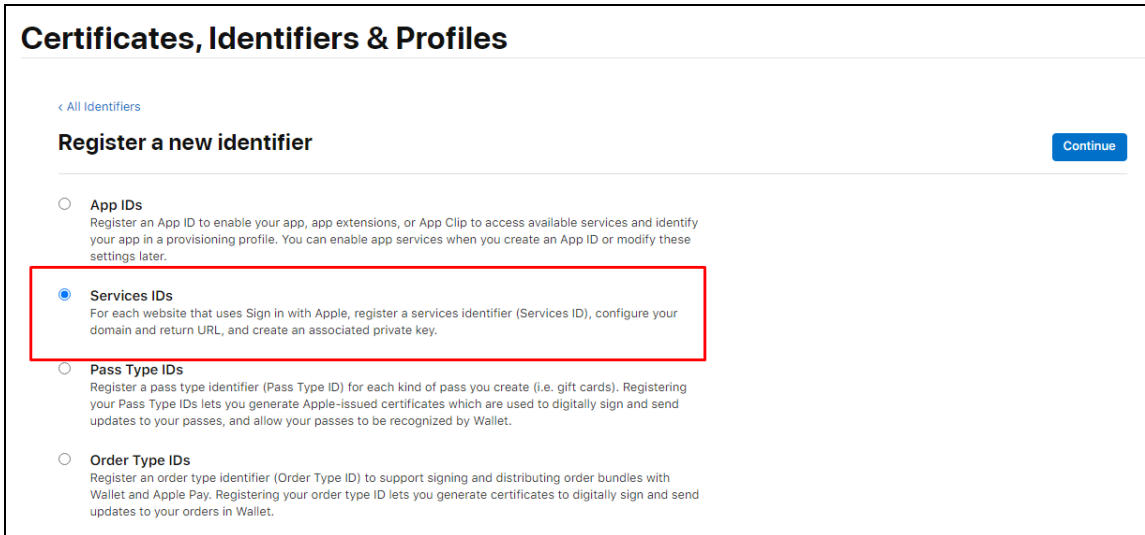 Certificates, Identifiers & Profiles
‹ All Identifiers
Register a new identifier
Continue
App IDs
Register an App ID to enable your app, app extensions, or App Clip to access available services and identify
your app in a provisioning profile. You can enable app services when you create an App ID or modify these
settings later.
Services IDs
For each website that uses Sign in with Apple, register a services identifier (Services ID), configure your
domain and return URL, and create an associated private key.
Pass Type IDs
Register a pass type identifier (Pass Type ID) for each kind of pass you create (i.e. gift cards). Registering
your Pass Type IDs lets you generate Apple-issued certificates which are used to digitally sign and send
updates to your passes, and allow your passes to be recognized by Wallet.
Order Type IDs
Register an order type identifier (Order Type ID) to support signing and distributing order bundles with
Wallet and Apple Pay. Registering your order type ID lets you generate certificates to digitally sign and send
updates to your orders in Wallet.